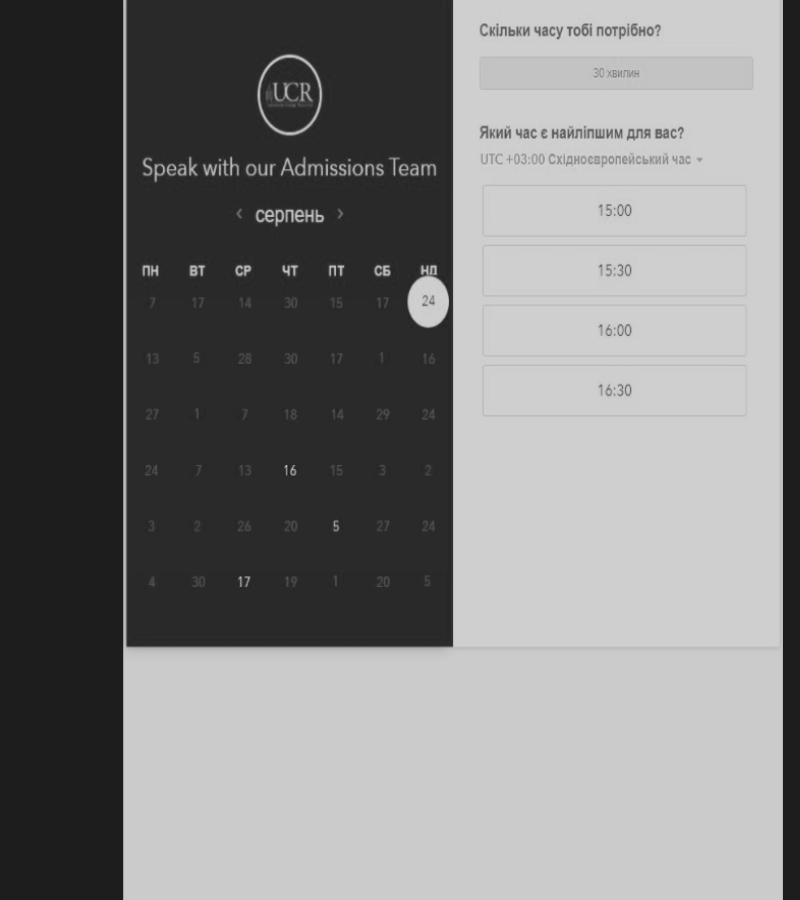 UCR
Speak with our Admissions Team
серпень
ПН ВТ СР ЧТ ПТ СБ НД
7 17 14 30 15 17 24
13 5 28 30 17 1 16
27 1 7 18 14 29 24
24 7 13 16 15 3 2
3 2 26 20 5 27 24
4 30 17 19 1 20 5
Скільки часу тобі потрібно?
30 хвилин
Який час є найліпшим для вас?
UTC +03:00 Східноєвропейський час
15:00
15:30
16:00
16:30